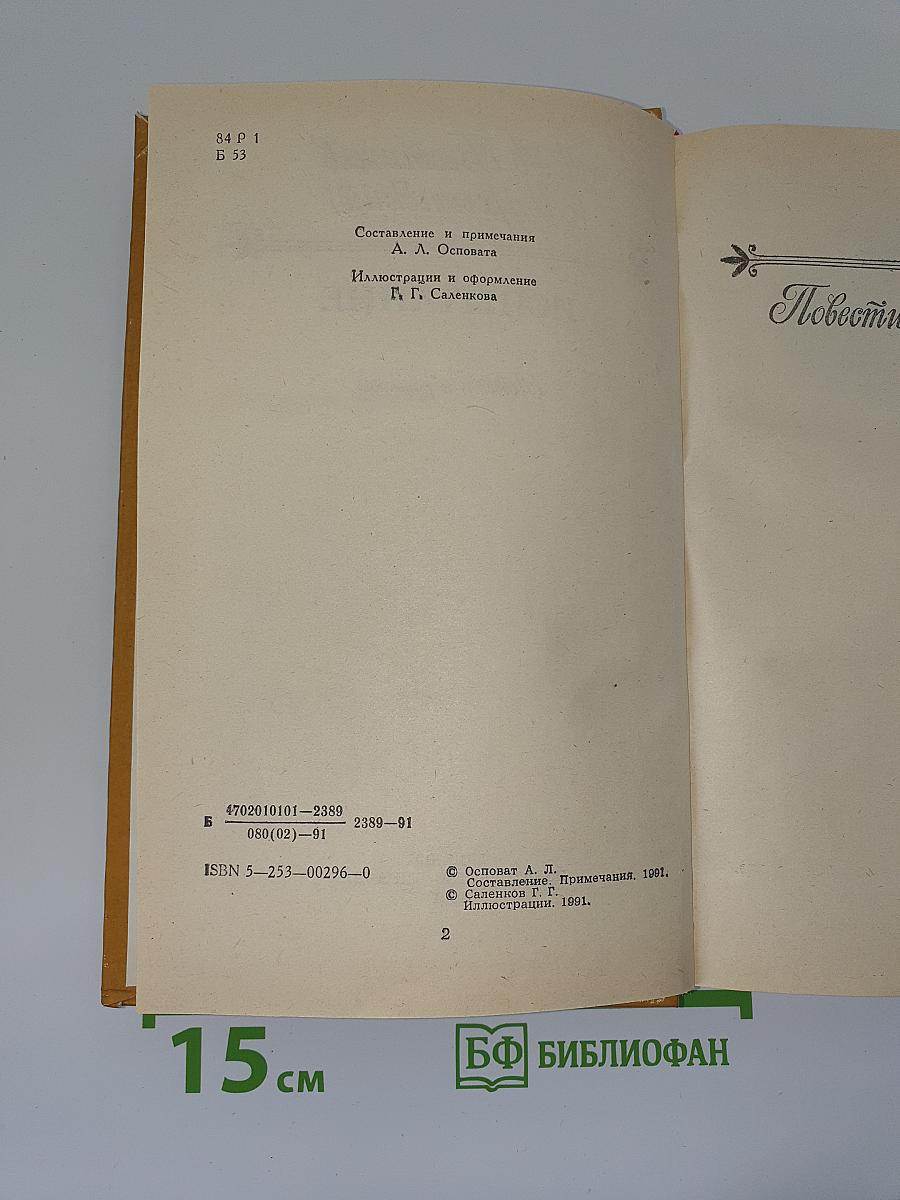 84 Р 1
Б 53
Составление и примечания
А. Л. Осповата
Иллюстрации и оформление
Г. Г. Саленкова
Б 4702010101—2389
080(02)—91
2389—91
ISBN 5—253—00296—0
© Осповат А. Л.
Составление. Примечания. 1991.
© Саленков Г. Г.
Иллюстрации. 1991.
2
Повести
15 см
БФ БИБЛИОФАН